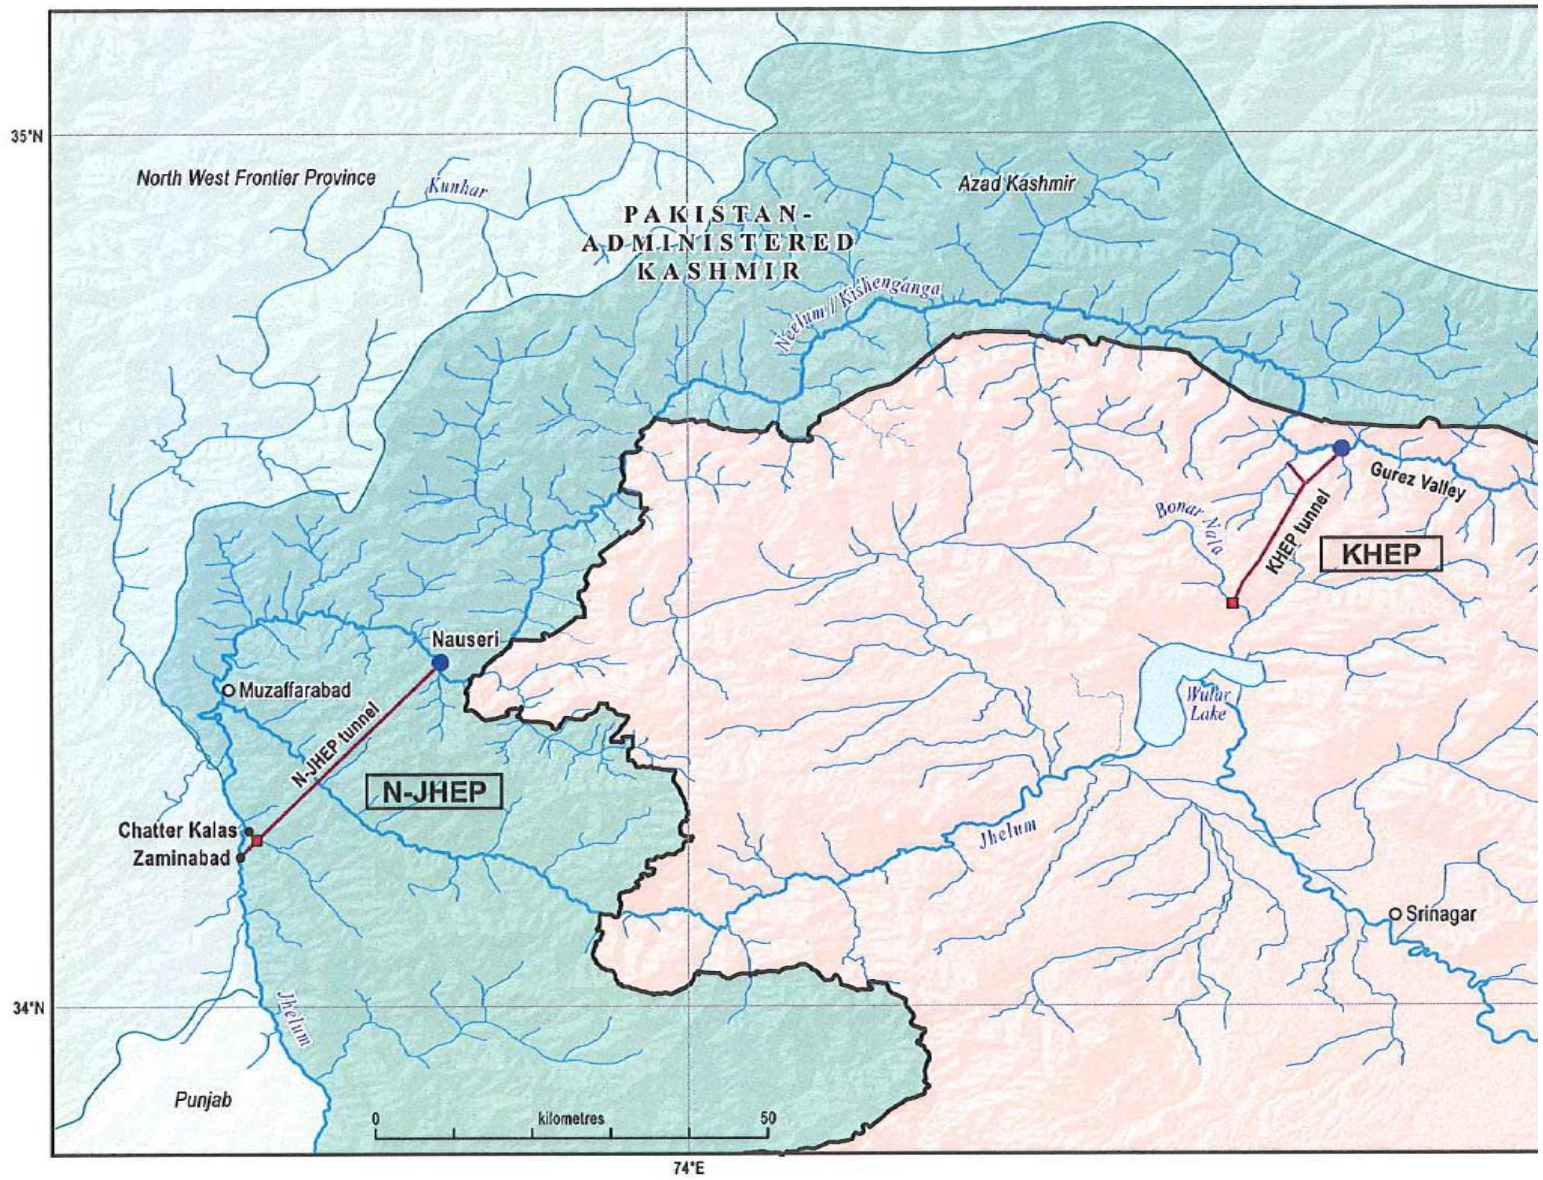 35°N
North West Frontier Province
Kunhar
Azad Kashmir
PAKISTAN-
ADMINISTERED
KASHMIR
Neelum / Kishenganga
Gurez Valley
Bonar Nala
KHEP tunnel
KHEP
Nauseri
Muzaffarabad
N-JHEP tunnel
Wular
Lake
N-JHEP
Chatter Kalas
Zaminabad
Jhelum
Srinagar
34°N
Jhelum
Punjab
0 kilometres 50
74°E